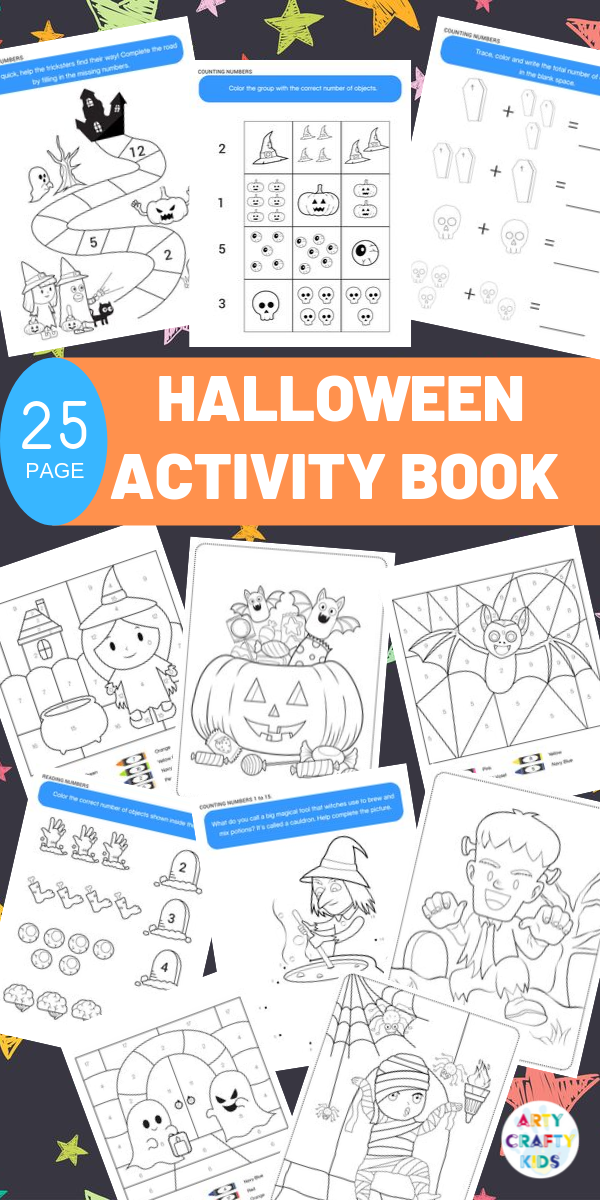 UMBERS
quick, help the tricksters find their way! Complete the road
by filling in the missing numbers.
12
5
2
COUNTING NUMBERS
Color the group with the correct number of objects.
2
1
5
3
COUNTING NUMBERS
Trace, color and write the total number of
in the blank space.
+ =
+ =
+ =
+ =
25
PAGE
HALLOWEEN
ACTIVITY BOOK
Orange
Yellow
Navy
Pink
Yellow
Navy Blue
READING NUMBERS
Color the correct number of objects shown inside the
2
3
4
COUNTING NUMBERS 1 to 15.
What do you call a big magical tool that witches use to brew and
mix potions? It's called a cauldron. Help complete the picture.
Navy Blue
Red
Orange
ARTY
CRAFTY
KIDS